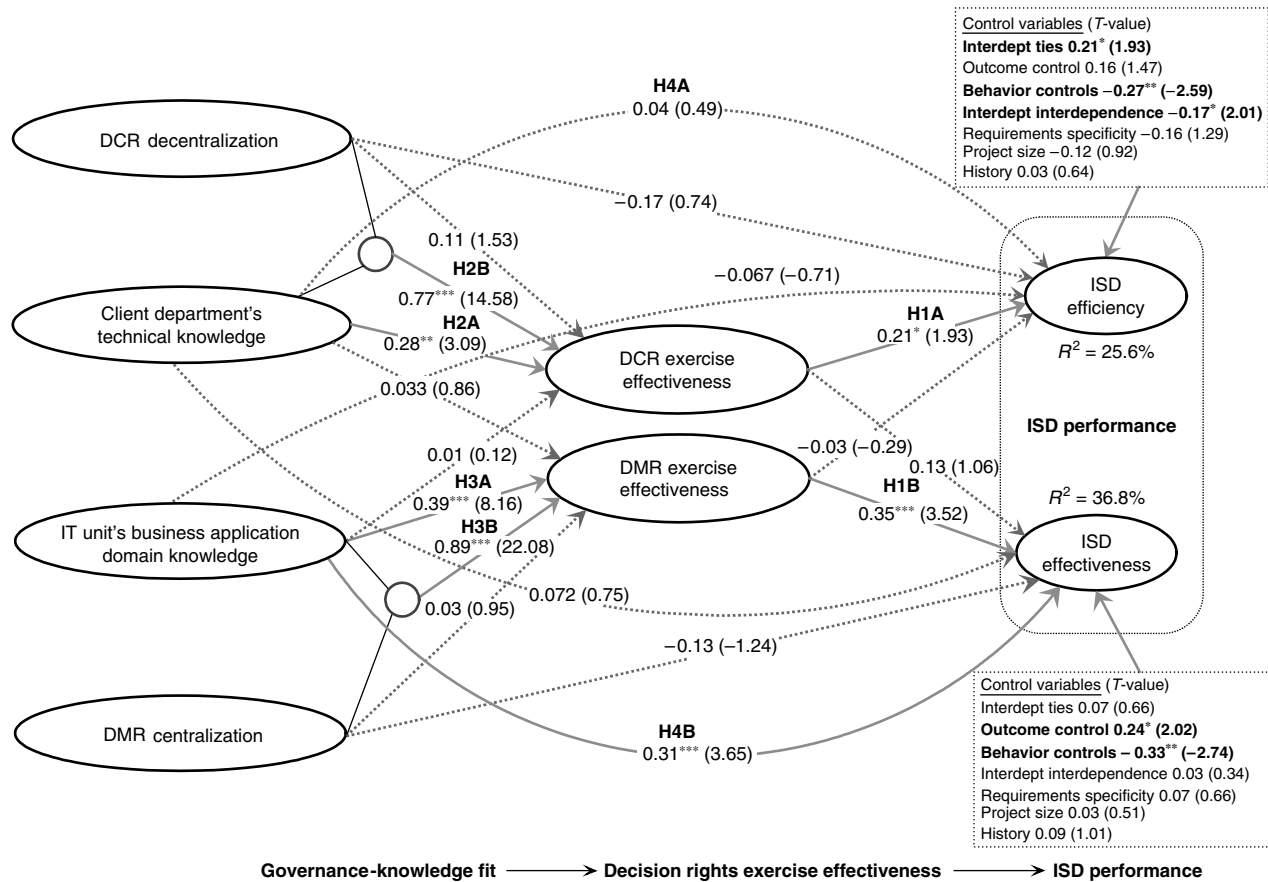 Control variables (T-value)
Interdept ties 0.21* (1.93)
Outcome control 0.16 (1.47)
Behavior controls −0.27** (−2.59)
Interdept interdependence −0.17* (2.01)
Requirements specificity −0.16 (1.29)
Project size −0.12 (0.92)
History 0.03 (0.64)
H4A
0.04 (0.49)
DCR decentralization
−0.17 (0.74)
0.11 (1.53)
H2B
0.77*** (14.58)
−0.067 (−0.71)
Client department's
technical knowledge
H2A
0.28** (3.09)
H1A
0.21* (1.93)
ISD
efficiency
R² = 25.6%
DCR exercise
effectiveness
0.033 (0.86)
ISD performance
0.01 (0.12)
−0.03 (−0.29)
0.13 (1.06)
DMR exercise
effectiveness
H3A
0.39*** (8.16)
H1B
0.35*** (3.52)
R² = 36.8%
H3B
0.89*** (22.08)
IT unit's business application
domain knowledge
ISD
effectiveness
0.03 (0.95)
0.072 (0.75)
−0.13 (−1.24)
DMR centralization
H4B
0.31*** (3.65)
Control variables (T-value)
Interdept ties 0.07 (0.66)
Outcome control 0.24* (2.02)
Behavior controls − 0.33** (−2.74)
Interdept interdependence 0.03 (0.34)
Requirements specificity 0.07 (0.66)
Project size 0.03 (0.51)
History 0.09 (1.01)
Governance-knowledge fit Decision rights exercise effectiveness ISD performance